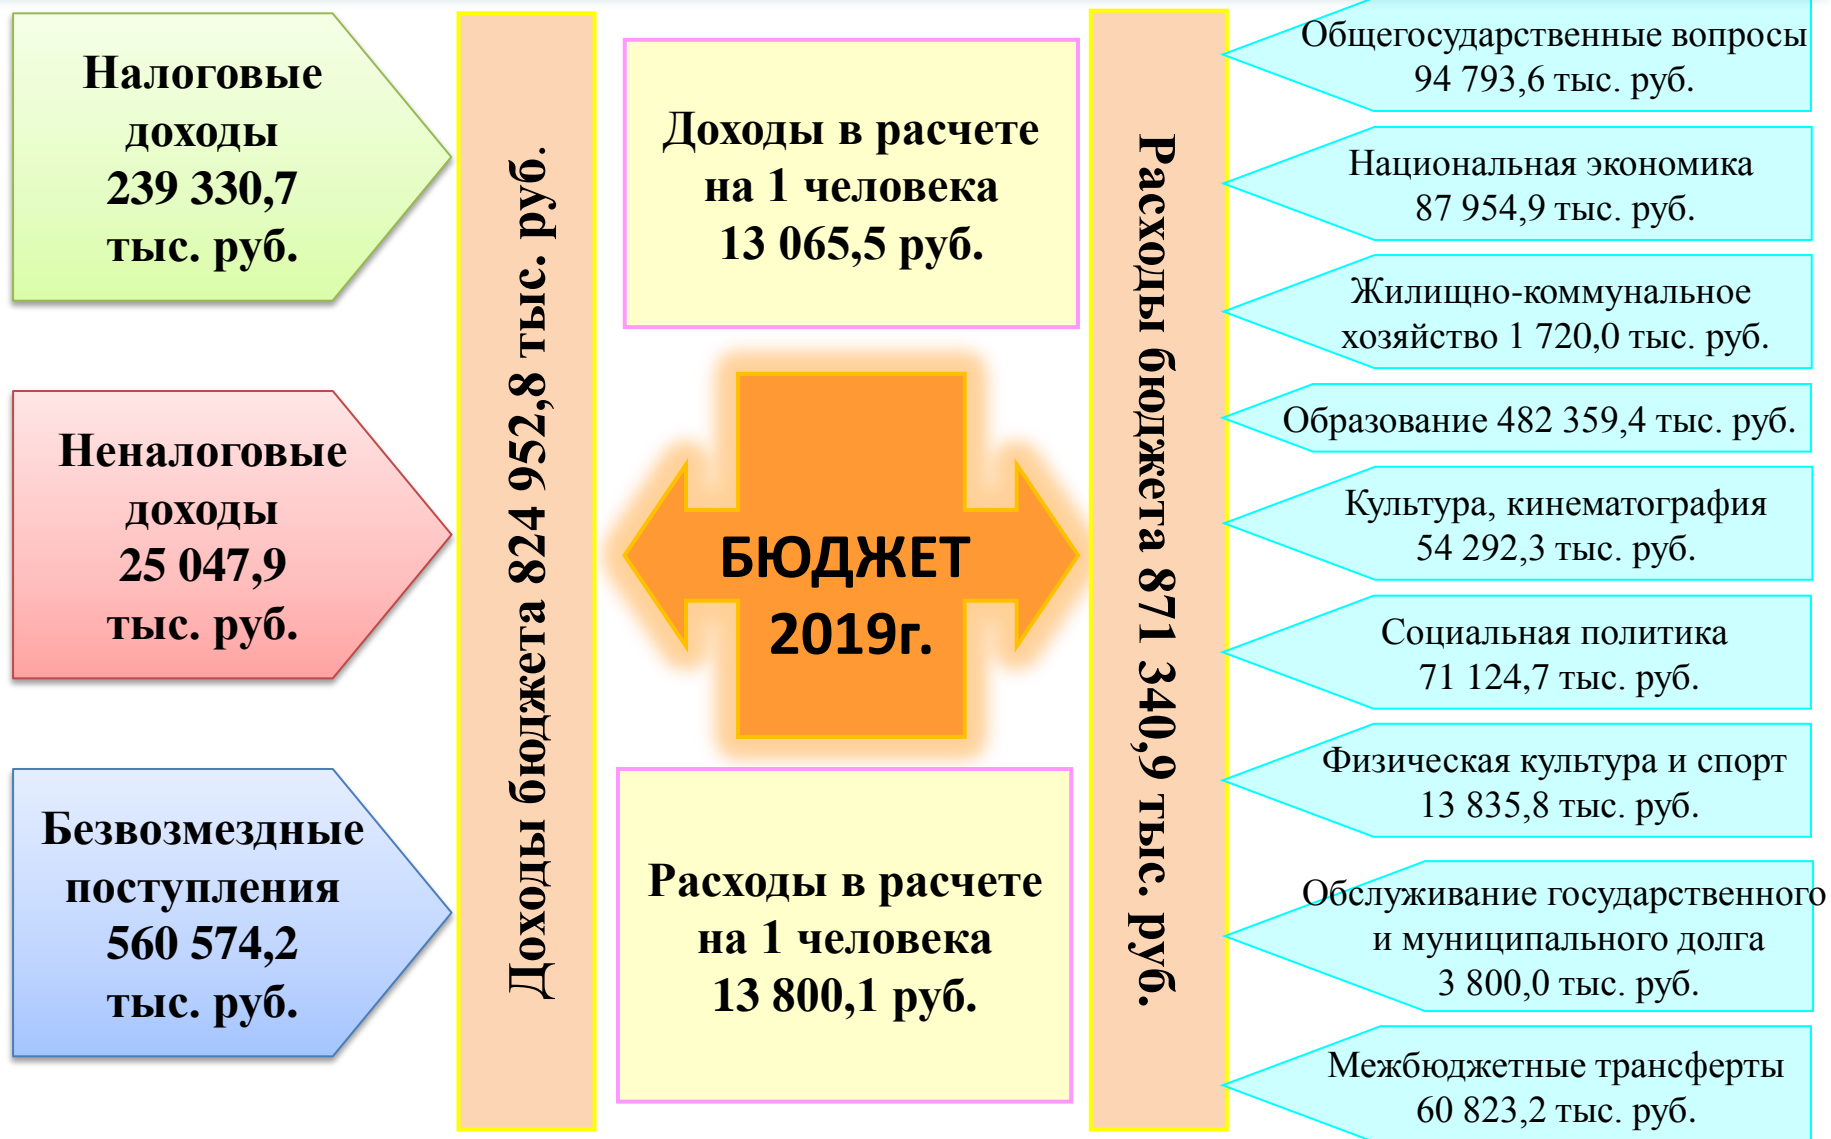 Налоговые
доходы
239 330,7
тыс. руб.
Неналоговые
доходы
25 047,9
тыс. руб.
Безвозмездные
поступления
560 574,2
тыс. руб.
Доходы бюджета 824 952,8 тыс. руб.
Доходы в расчете
на 1 человека
13 065,5 руб.
БЮДЖЕТ
2019г.
Расходы в расчете
на 1 человека
13 800,1 руб.
Расходы бюджета 871 340,9 тыс. руб.
Общегосударственные вопросы
94 793,6 тыс. руб.
Национальная экономика
87 954,9 тыс. руб.
Жилищно-коммунальное
хозяйство 1 720,0 тыс. руб.
Образование 482 359,4 тыс. руб.
Культура, кинематография
54 292,3 тыс. руб.
Социальная политика
71 124,7 тыс. руб.
Физическая культура и спорт
13 835,8 тыс. руб.
Обслуживание государственного
и муниципального долга
3 800,0 тыс. руб.
Межбюджетные трансферты
60 823,2 тыс. руб.